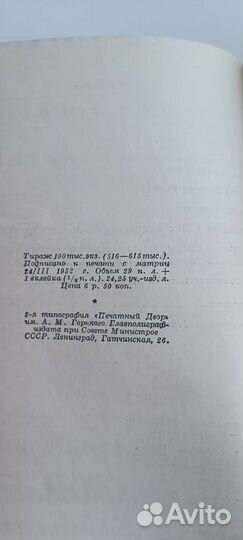 Тираж 100 тыс. экз. (516—615 тыс.).
Подписано к печати с матриц
24/III 1952 г. Объем 29 п. л. +
1 вклейка (1/8 п. л.). 24,25 уч.-изд. л.
Цена 6 р. 50 коп.
*
2-я типография «Печатный Двор»
им. А. М. Горького Главполиграф-
издата при Совете Министров
СССР. Ленинград, Гатчинская, 26.
Avito